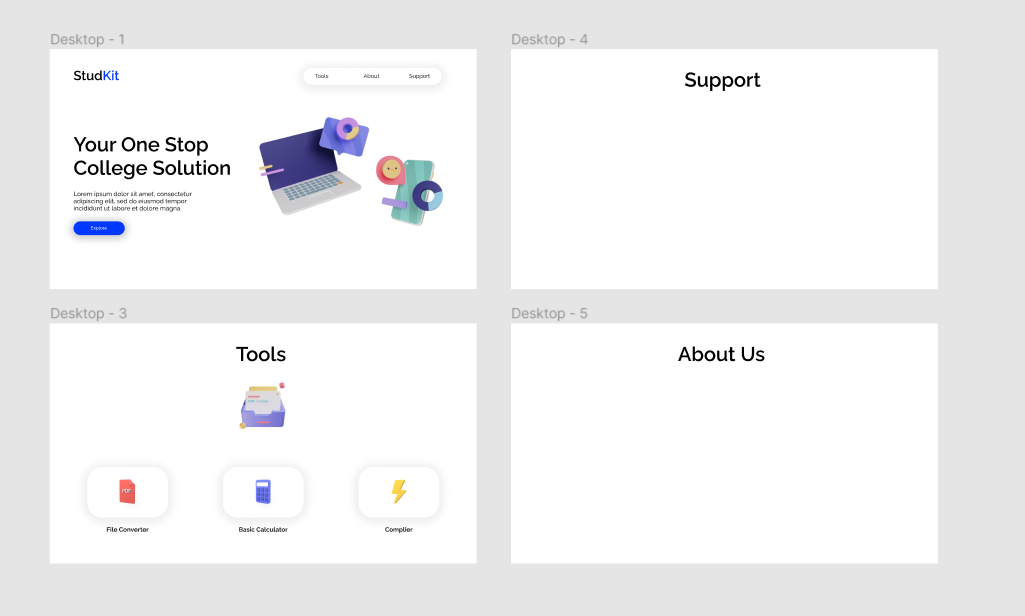 Desktop - 1
StudKit
Tools
About
Support
Your One Stop
College Solution
Lorem ipsum dolor sit amet, consectetur
adipiscing elit, sed do eiusmod tempor
incididunt ut labore et dolore magna
Explore
Desktop - 4
Support
Desktop - 3
Tools
PDF
File Converter
Basic Calculator
Complier
Desktop - 5
About Us